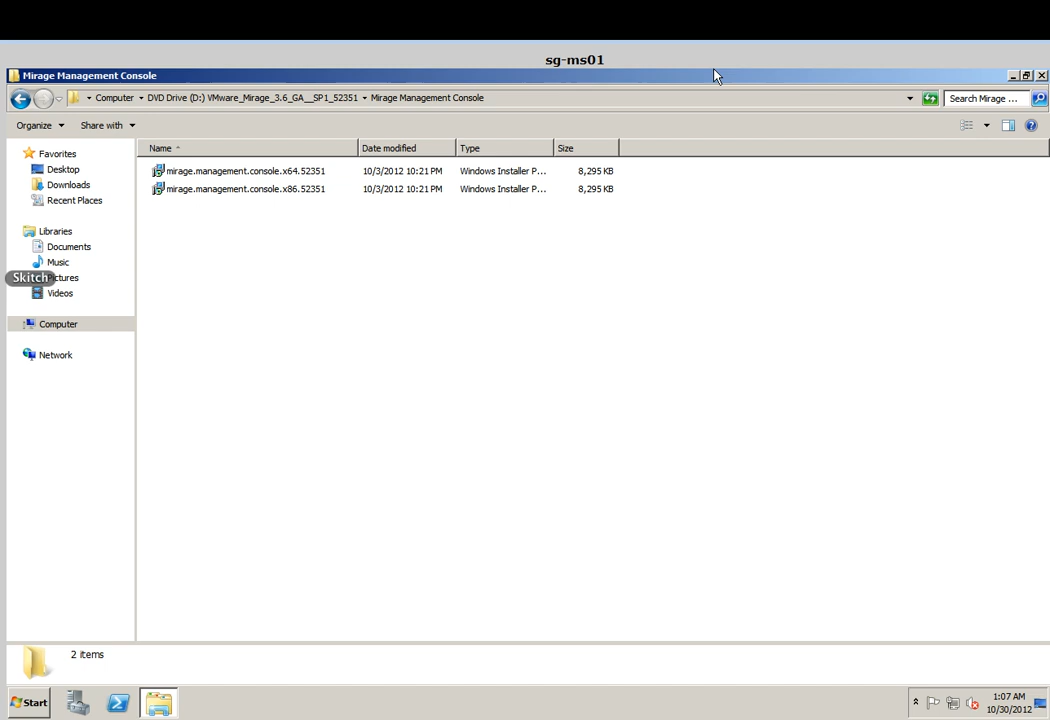 sg-ms01
Mirage Management Console
Computer DVD Drive (D:) VMware_Mirage_3.6_GA__SP1_52351 Mirage Management Console Search Mirage ...
Organize Share with
Name Date modified Type Size
mirage.management.console.x64.52351 10/3/2012 10:21 PM Windows Installer P... 8,295 KB
mirage.management.console.x86.52351 10/3/2012 10:21 PM Windows Installer P... 8,295 KB
Favorites
Desktop
Downloads
Recent Places
Libraries
Documents
Music
Skitch
ctures
Videos
Computer
Network
2 items
Start
1:07 AM
10/30/2012